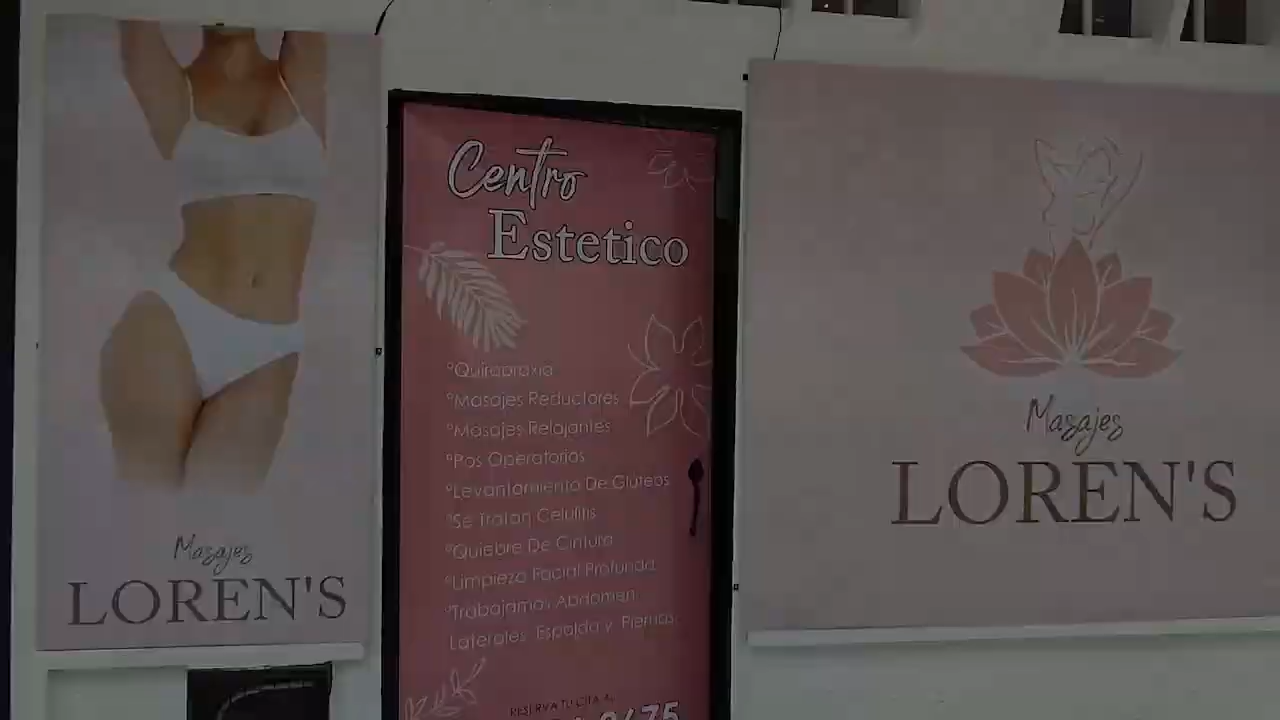 Masajes
LOREN'S
Centro
Estetico
°Quiropraxia
°Masajes Reductores
°Masajes Relajantes
°Pos Operatorios
°Levantamiento De Gluteos
°Se Tratan Celulitis
°Quiebre De Cintura
°Limpieza Facial Profunda
°Trabajamos Abdomen
Laterales, Espalda y Piernas
RESERVA TU CITA AL
Masajes
LOREN'S